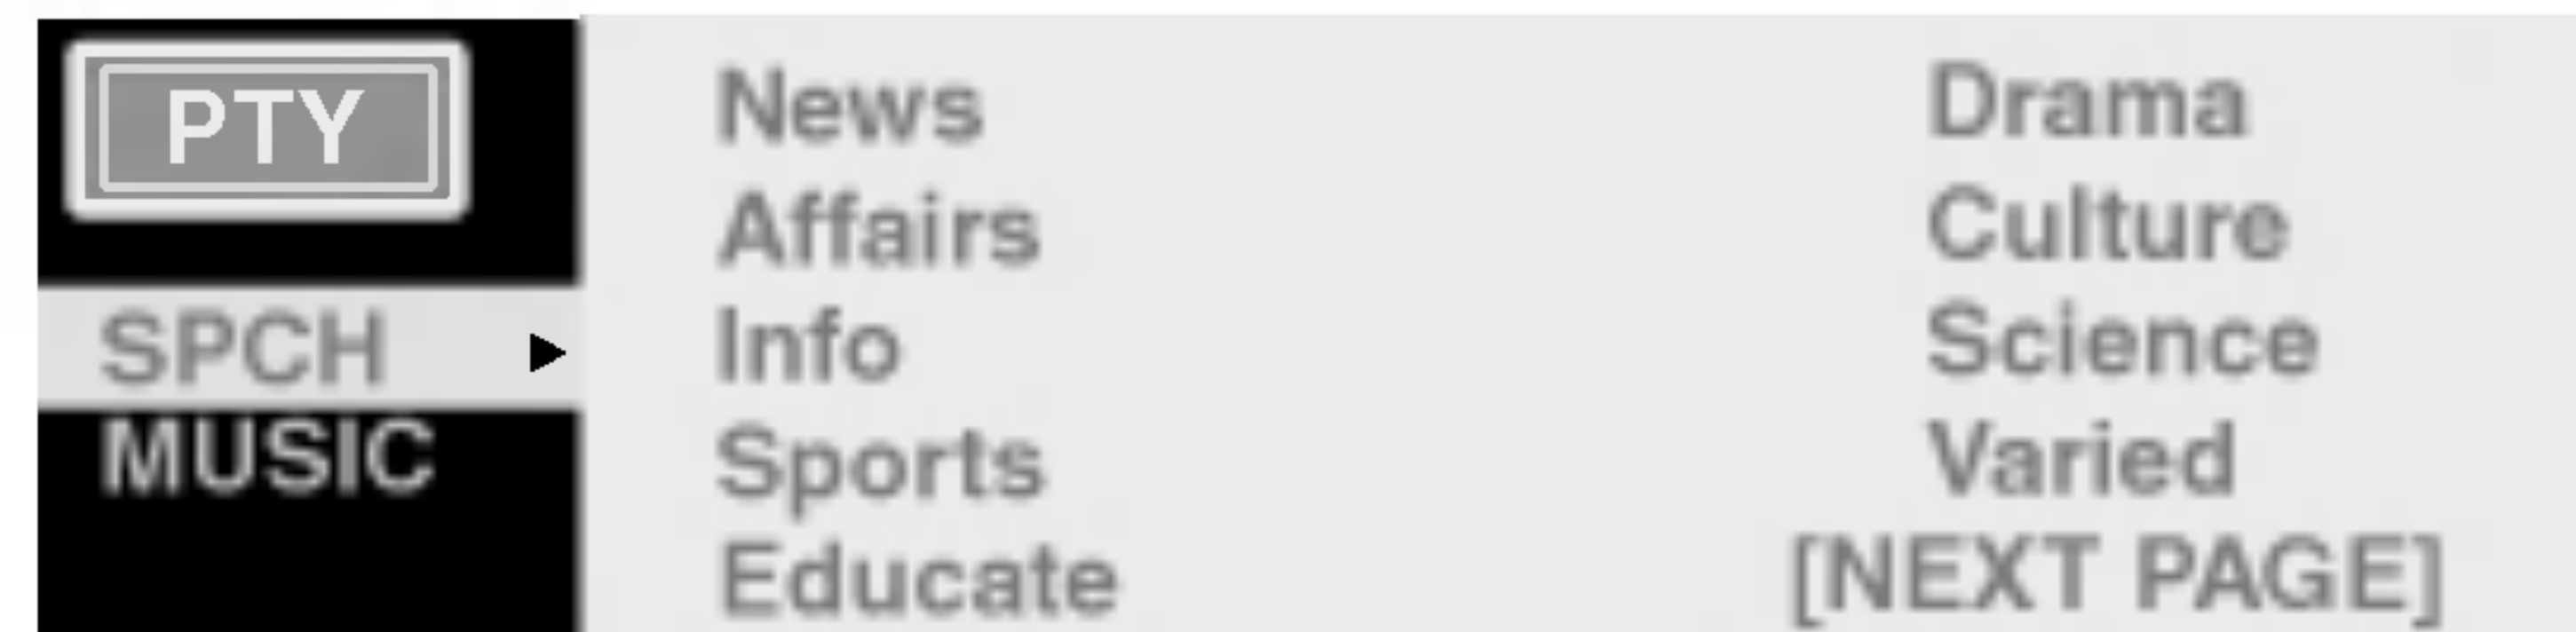 PTY
SPCH
MUSIC
News
Affairs
Info
Sports
Educate
Drama
Culture
Science
Varied
[NEXT PAGE]